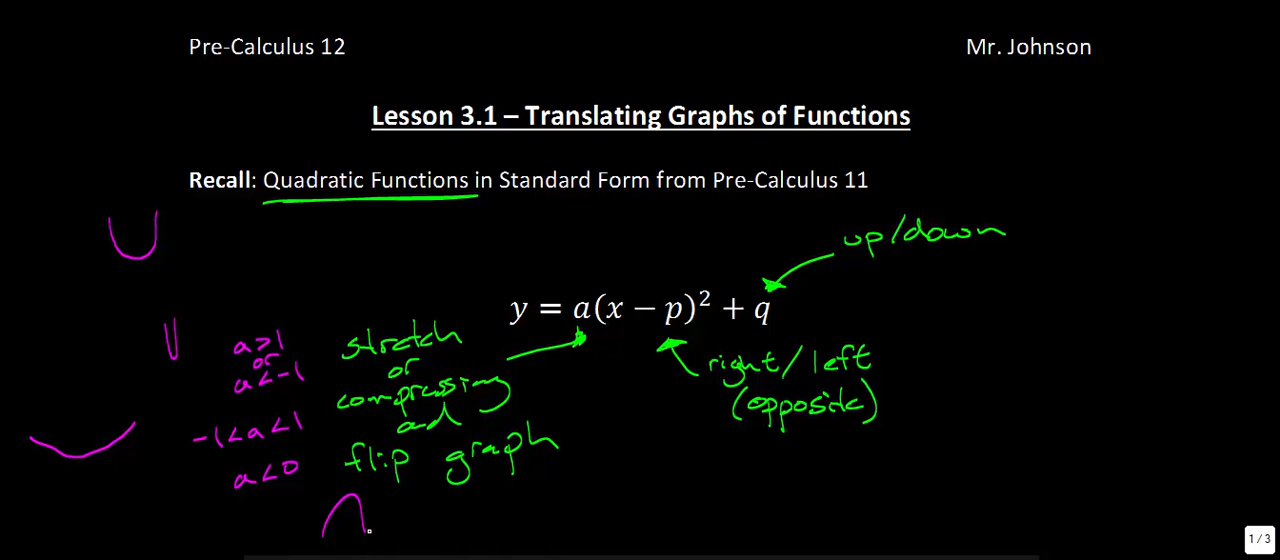 Pre-Calculus 12 Mr. Johnson
Lesson 3.1 – Translating Graphs of Functions
Recall: Quadratic Functions in Standard Form from Pre-Calculus 11
up/down
y = a(x − p)² + q
a > 1
or
a < -1
-1 < a < 1
a < 0
stretch
or
compressing
and
flip graph
right/left
(opposide)
1 / 3